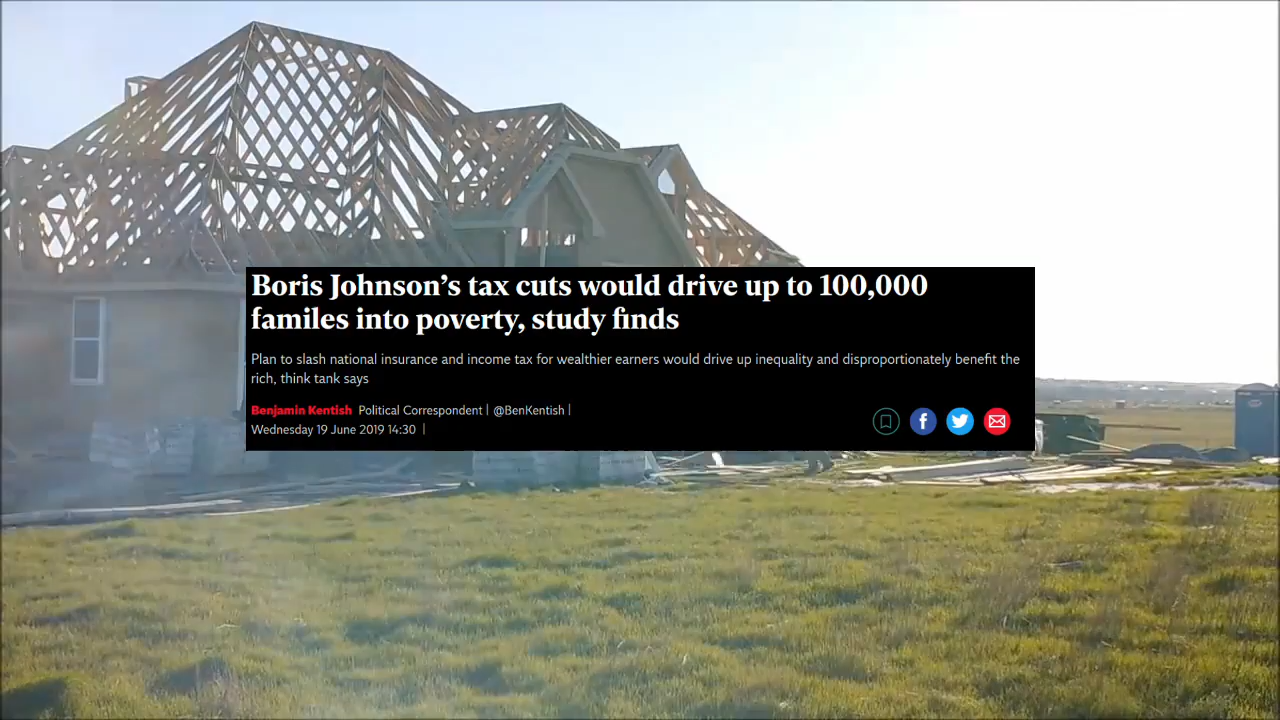 Boris Johnson's tax cuts would drive up to 100,000
familes into poverty, study finds
Plan to slash national insurance and income tax for wealthier earners would drive up inequality and disproportionately benefit the
rich, think tank says
Benjamin Kentish Political Correspondent | @BenKentish |
Wednesday 19 June 2019 14:30 |